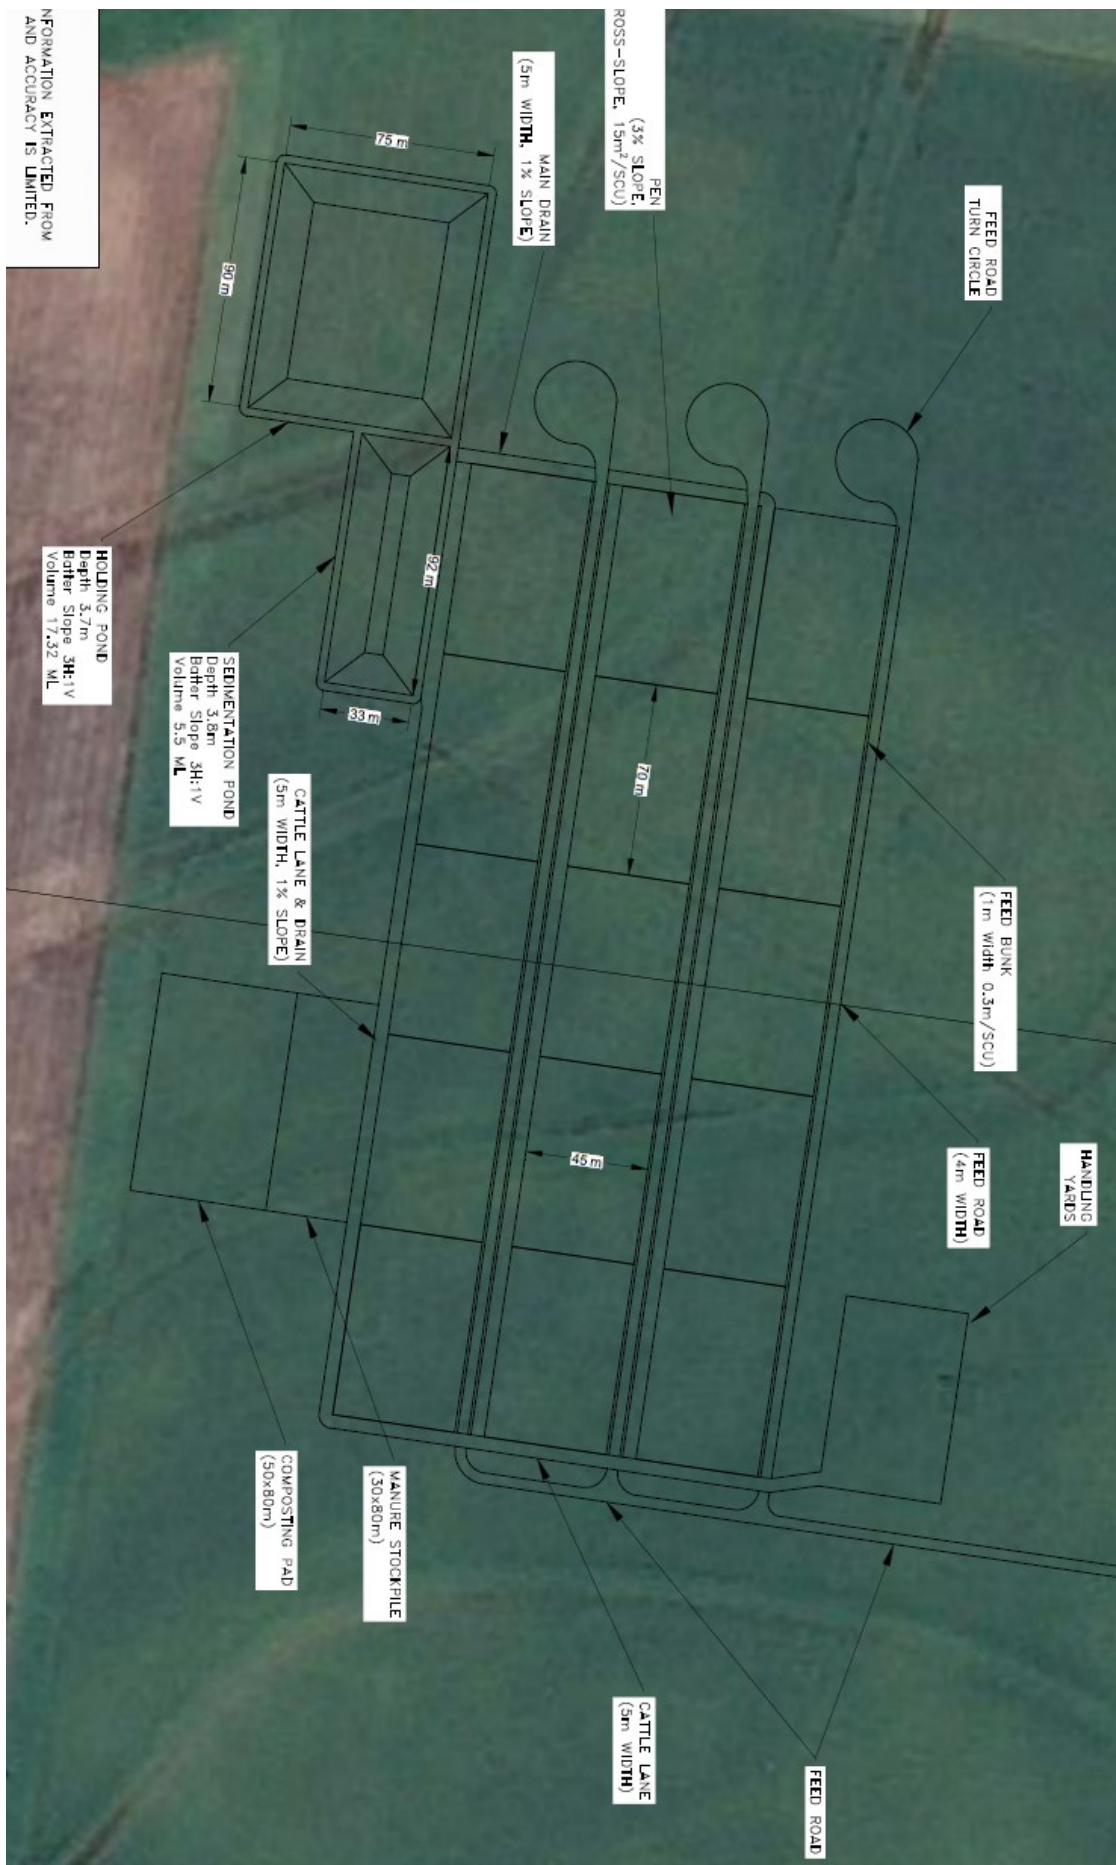 NFORMATION EXTRACTED FROM
AND ACCURACY IS LIMITED.
75 m
90 m
MAIN DRAIN
(5m WIDTH, 1% SLOPE)
PEN
(3% SLOPE,
ROSS-SLOPE, 15m²/SCU)
FEED ROAD
TURN CIRCLE
HOLDING POND
Depth 3.7m
Batter Slope 3H:1V
Volume 17.32 ML
92 m
33 m
SEDIMENTATION POND
Depth 3.8m
Batter Slope 3H:1V
Volume 5.5 ML
70 m
CATTLE LANE & DRAIN
(5m WIDTH, 1% SLOPE)
FEED BUNK
(1m Width 0.3m/SCU)
45 m
FEED ROAD
(4m WIDTH)
HANDLING
YARDS
COMPOSTING PAD
(50x80m)
MANURE STOCKPILE
(30x80m)
CATTLE LANE
(5m WIDTH)
FEED ROAD